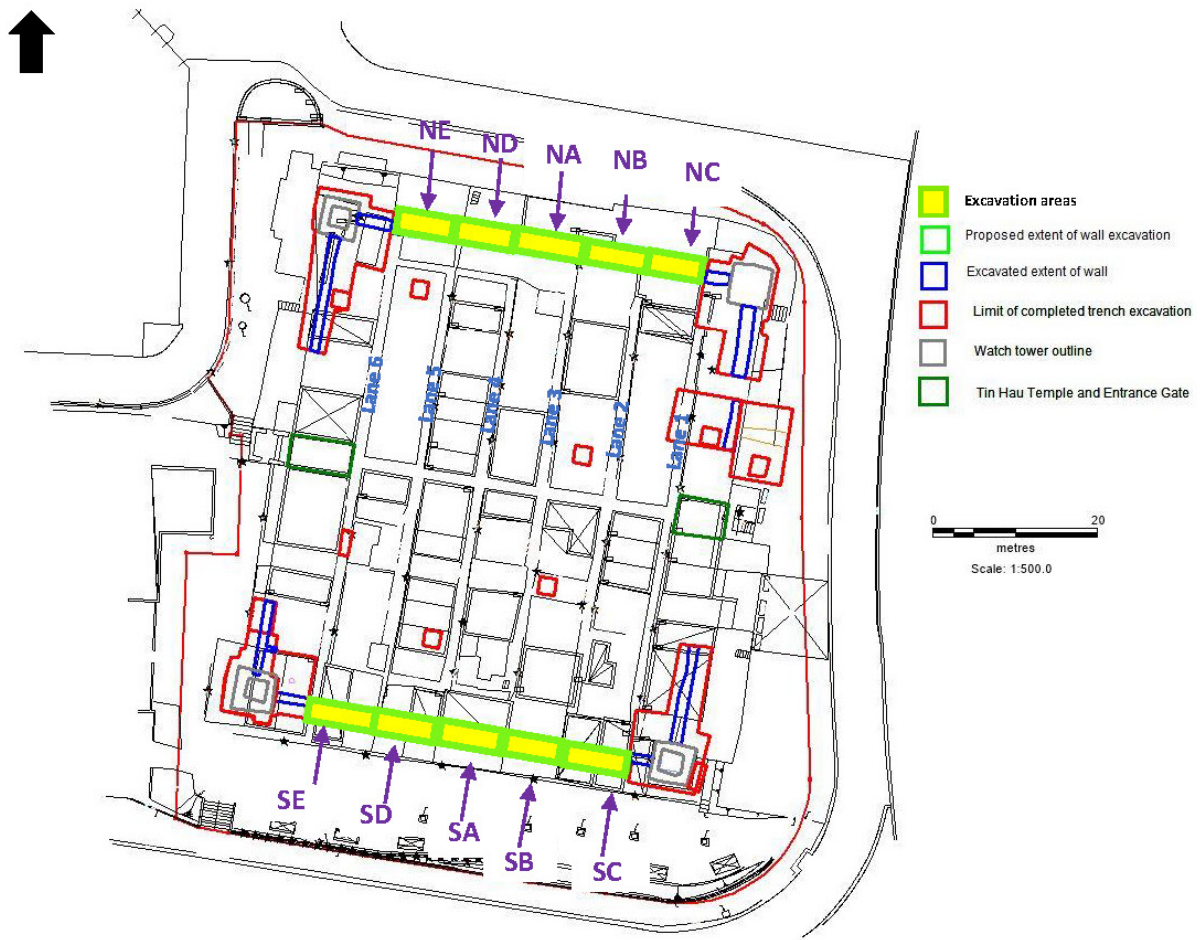 NE
ND
NA
NB
NC
Excavation areas
Proposed extent of wall excavation
Excavated extent of wall
Limit of completed trench excavation
Watch tower outline
Tin Hau Temple and Entrance Gate
Lane 6
Lane 5
Lane 4
Lane 3
Lane 2
Lane 1
0 20
metres
Scale: 1:500.0
SE
SD
SA
SB
SC